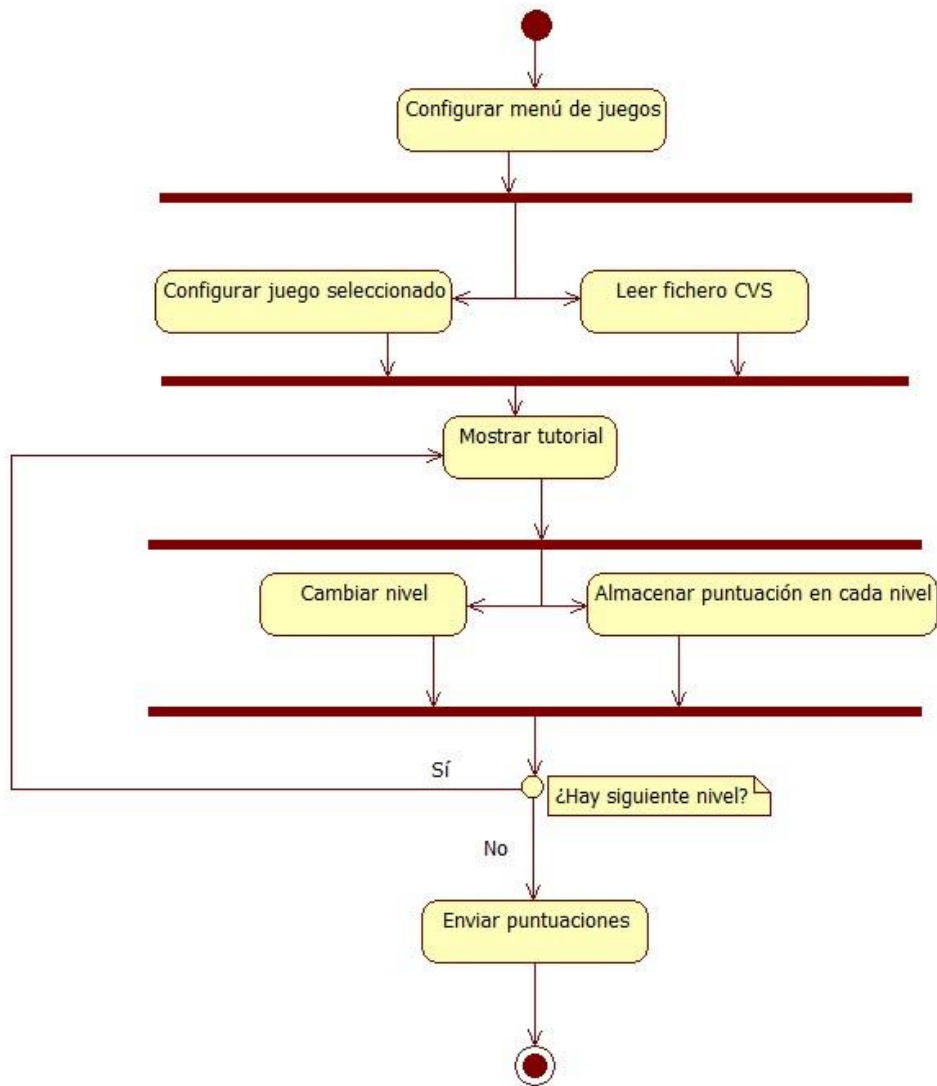 Configurar menú de juegos
Configurar juego seleccionado
Leer fichero CVS
Mostrar tutorial
Cambiar nivel
Almacenar puntuación en cada nivel
Sí
¿Hay siguiente nivel?
No
Enviar puntuaciones